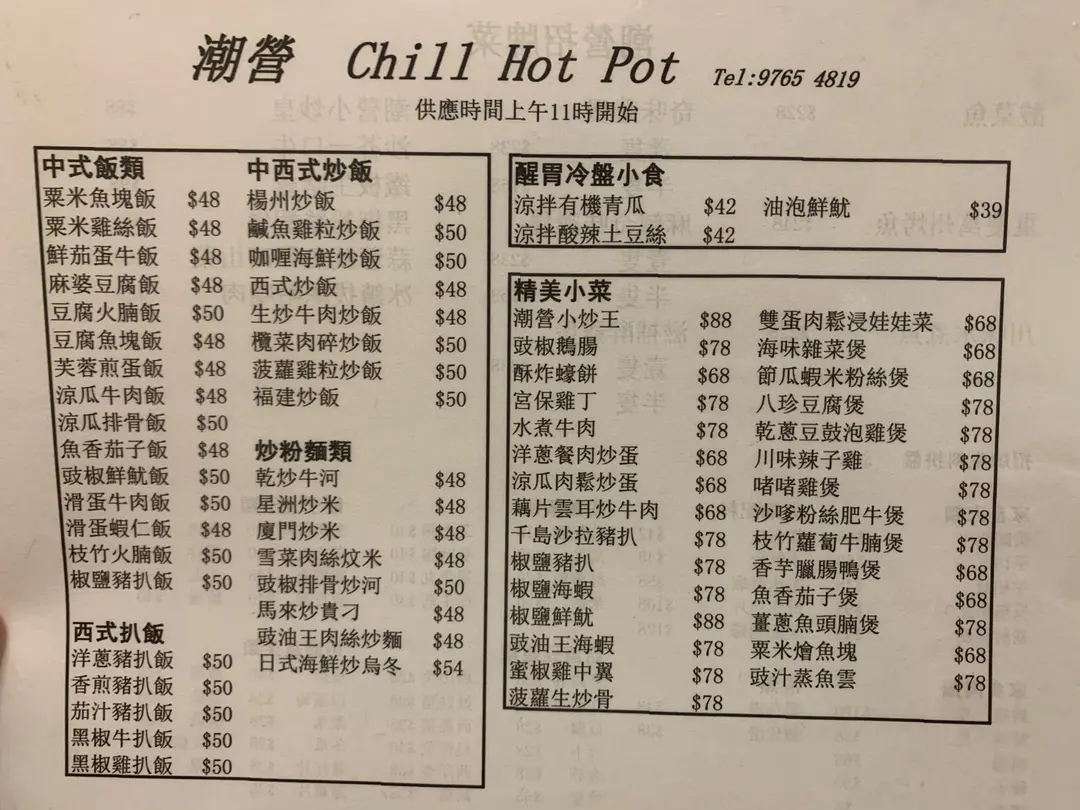 潮營 Chill Hot Pot Tel:9765 4819
供應時間上午11時開始
中式飯類
粟米魚塊飯 $48
粟米雞絲飯 $48
鮮茄蛋牛飯 $48
麻婆豆腐飯 $48
豆腐火腩飯 $50
豆腐魚塊飯 $48
芙蓉煎蛋飯 $48
涼瓜牛肉飯 $48
涼瓜排骨飯 $50
魚香茄子飯 $48
豉椒鮮魷飯 $50
滑蛋牛肉飯 $50
滑蛋蝦仁飯 $48
枝竹火腩飯 $50
椒鹽豬扒飯 $50
西式扒飯
洋蔥豬扒飯 $50
香煎豬扒飯 $50
茄汁豬扒飯 $50
黑椒牛扒飯 $50
黑椒雞扒飯 $50
中西式炒飯
楊州炒飯 $48
鹹魚雞粒炒飯 $50
咖喱海鮮炒飯 $50
西式炒飯 $48
生炒牛肉炒飯 $48
欖菜肉碎炒飯 $50
菠蘿雞粒炒飯 $50
福建炒飯 $50
炒粉麵類
乾炒牛河 $48
星洲炒米 $48
廈門炒米 $48
雪菜肉絲炆米 $48
豉椒排骨炒河 $50
馬來炒貴刁 $48
豉油王肉絲炒麵 $48
日式海鮮炒烏冬 $54
醒胃冷盤小食
涼拌有機青瓜 $42 油泡鮮魷 $39
涼拌酸辣土豆絲 $42
精美小菜
潮營小炒王 $88
豉椒鵝腸 $78
酥炸蠔餅 $68
宮保雞丁 $78
水煮牛肉 $78
洋蔥餐肉炒蛋 $68
涼瓜肉鬆炒蛋 $68
藕片雲耳炒牛肉 $68
千島沙拉豬扒 $78
椒鹽豬扒 $78
椒鹽海蝦 $78
椒鹽鮮魷 $88
豉油王海蝦 $78
蜜椒雞中翼 $78
菠蘿生炒骨 $78
雙蛋肉鬆浸娃娃菜 $68
海味雜菜煲 $68
節瓜蝦米粉絲煲 $68
八珍豆腐煲 $78
乾蔥豆鼓泡雞煲 $78
川味辣子雞 $78
啫啫雞煲 $78
沙嗲粉絲肥牛煲 $78
枝竹蘿蔔牛腩煲 $78
香芋臘腸鴨煲 $68
魚香茄子煲 $68
薑蔥魚頭腩煲 $78
粟米燴魚塊 $68
豉汁蒸魚雲 $78